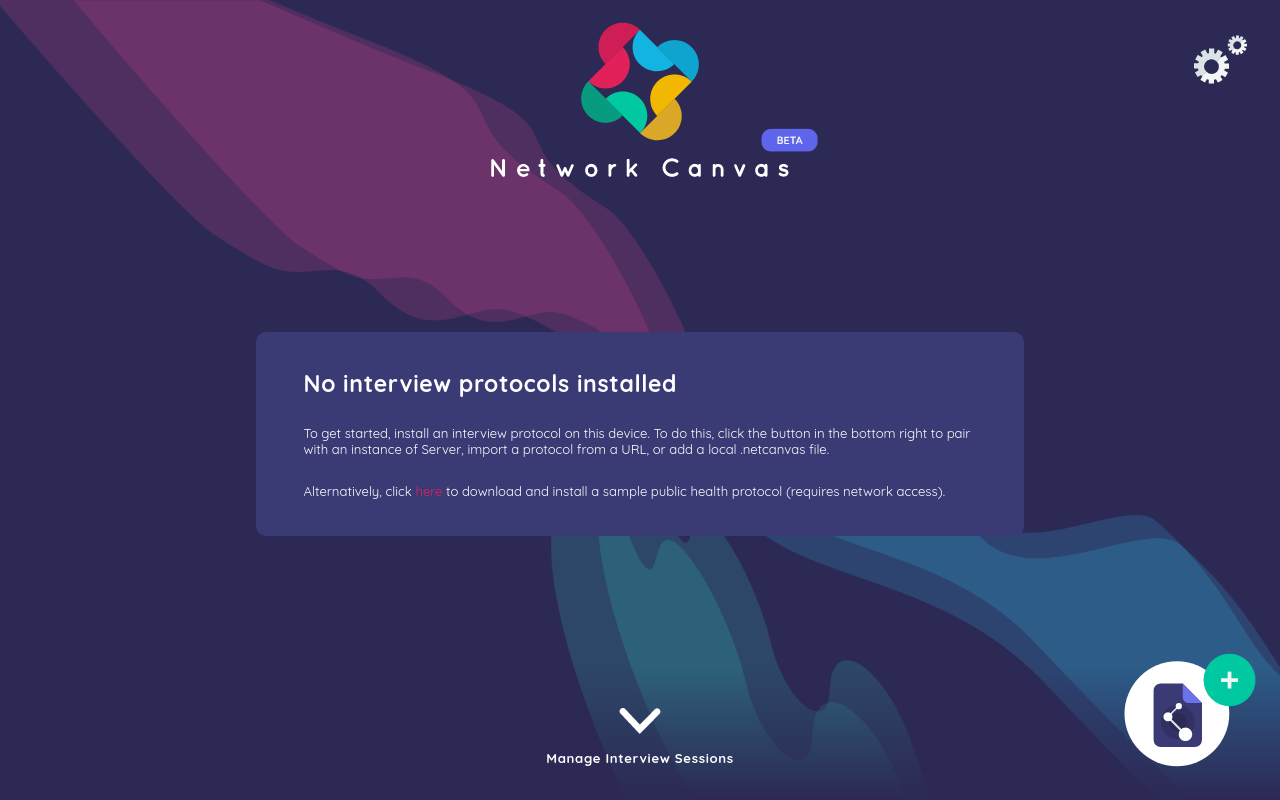 BETA
Network Canvas
No interview protocols installed
To get started, install an interview protocol on this device. To do this, click the button in the bottom right to pair
with an instance of Server, import a protocol from a URL, or add a local .netcanvas file.
Alternatively, click here to download and install a sample public health protocol (requires network access).
Manage Interview Sessions